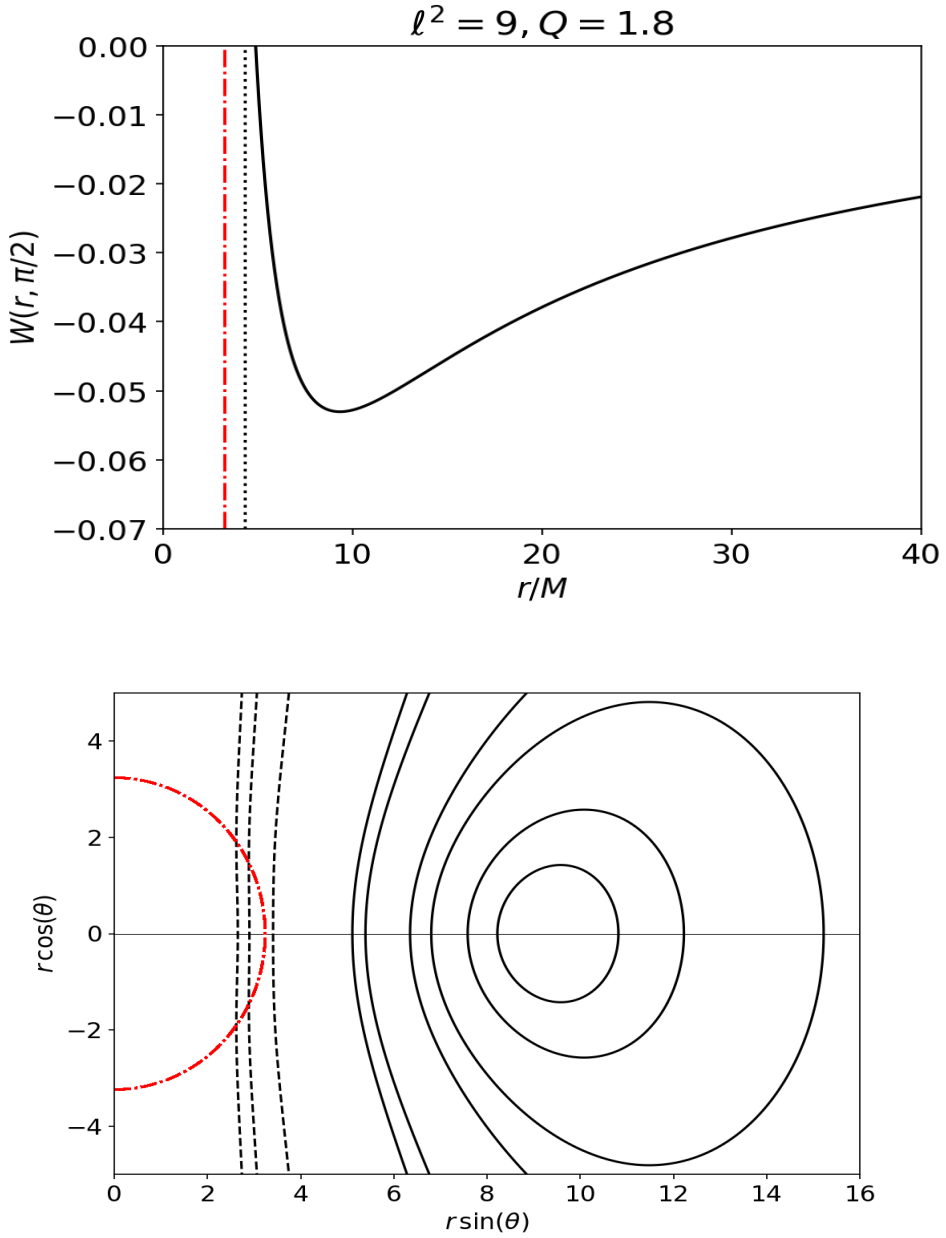 ℓ² = 9, Q = 1.8
0.00
−0.01
−0.02
−0.03
−0.04
−0.05
−0.06
−0.07
W(r, π/2)
0 10 20 30 40
r/M
4
2
0
−2
−4
r cos(θ)
0 2 4 6 8 10 12 14 16
r sin(θ)